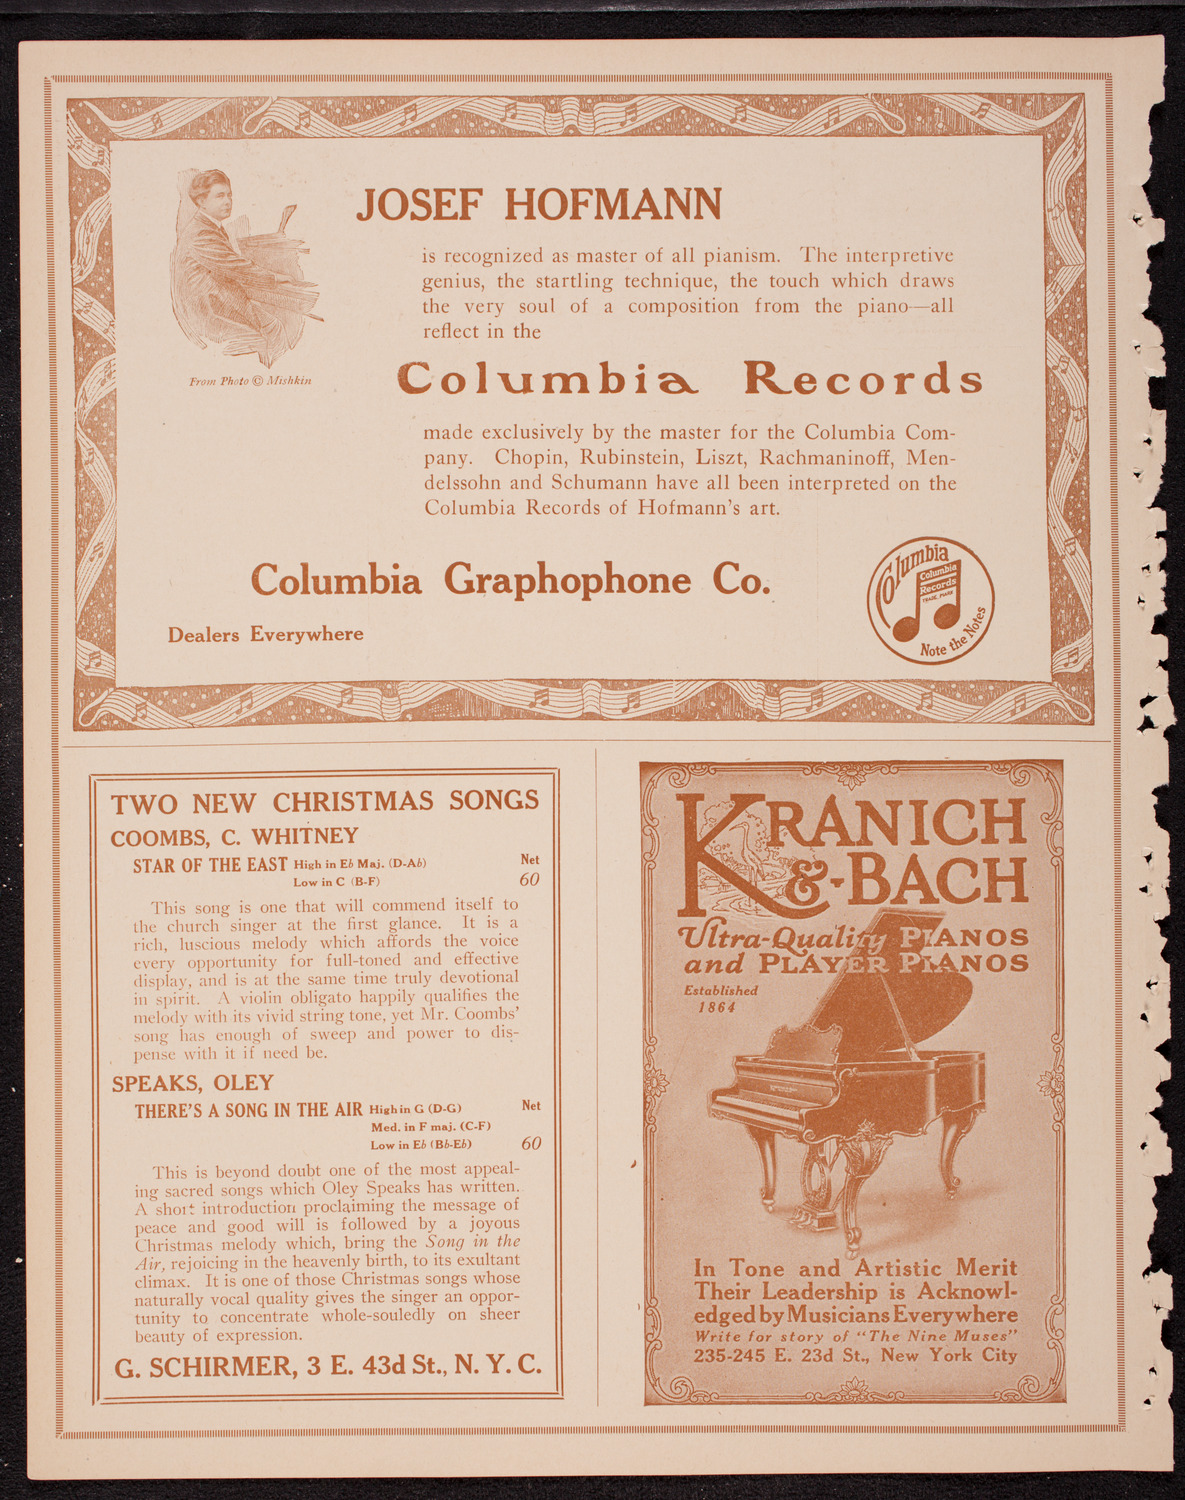 JOSEF HOFMANN
is recognized as master of all pianism. The interpretive
genius, the startling technique, the touch which draws
the very soul of a composition from the piano—all
reflect in the
From Photo © Mishkin
Columbia Records
made exclusively by the master for the Columbia Com-
pany. Chopin, Rubinstein, Liszt, Rachmaninoff, Men-
delssohn and Schumann have all been interpreted on the
Columbia Records of Hofmann's art.
Columbia Graphophone Co.
Dealers Everywhere
Columbia
Columbia
Records
TRADE MARK
Note the Notes
TWO NEW CHRISTMAS SONGS
COOMBS, C. WHITNEY
STAR OF THE EAST High in E♭ Maj. (D-A♭) Net
Low in C (B-F) 60
This song is one that will commend itself to
the church singer at the first glance. It is a
rich, luscious melody which affords the voice
every opportunity for full-toned and effective
display, and is at the same time truly devotional
in spirit. A violin obligato happily qualifies the
melody with its vivid string tone, yet Mr. Coombs'
song has enough of sweep and power to dis-
pense with it if need be.
SPEAKS, OLEY
THERE'S A SONG IN THE AIR High in G (D-G) Net
Med. in F maj. (C-F)
Low in E♭ (B♭-E♭) 60
This is beyond doubt one of the most appeal-
ing sacred songs which Oley Speaks has written.
A short introduction proclaiming the message of
peace and good will is followed by a joyous
Christmas melody which, bring the Song in the
Air, rejoicing in the heavenly birth, to its exultant
climax. It is one of those Christmas songs whose
naturally vocal quality gives the singer an oppor-
tunity to concentrate whole-souledly on sheer
beauty of expression.
G. SCHIRMER, 3 E. 43d St., N. Y. C.
KRANICH
&-BACH
Ultra-Quality PIANOS
and PLAYER PIANOS
Established
1864
In Tone and Artistic Merit
Their Leadership is Acknowl-
edged by Musicians Everywhere
Write for story of "The Nine Muses"
235-245 E. 23d St., New York City